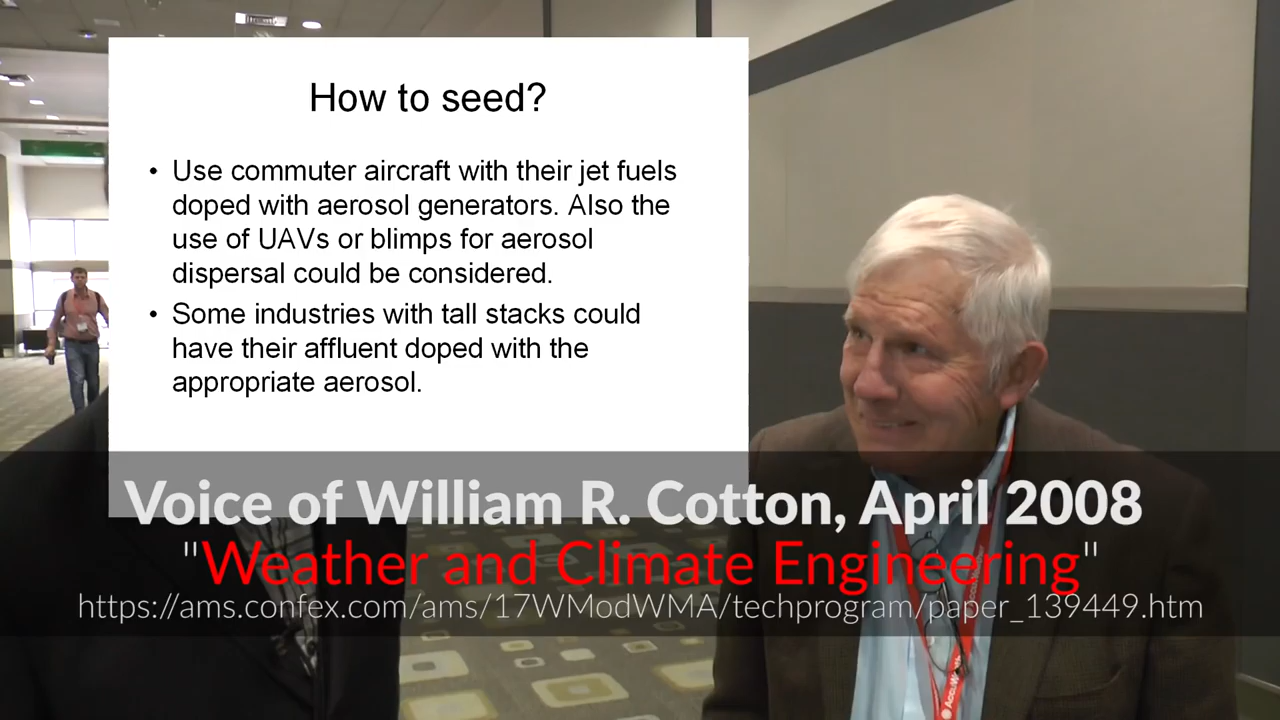 How to seed?
• Use commuter aircraft with their jet fuels
doped with aerosol generators. Also the
use of UAVs or blimps for aerosol
dispersal could be considered.
• Some industries with tall stacks could
have their affluent doped with the
appropriate aerosol.
Voice of William R. Cotton, April 2008
"Weather and Climate Engineering"
https://ams.confex.com/ams/17WModWMA/techprogram/paper_139449.htm